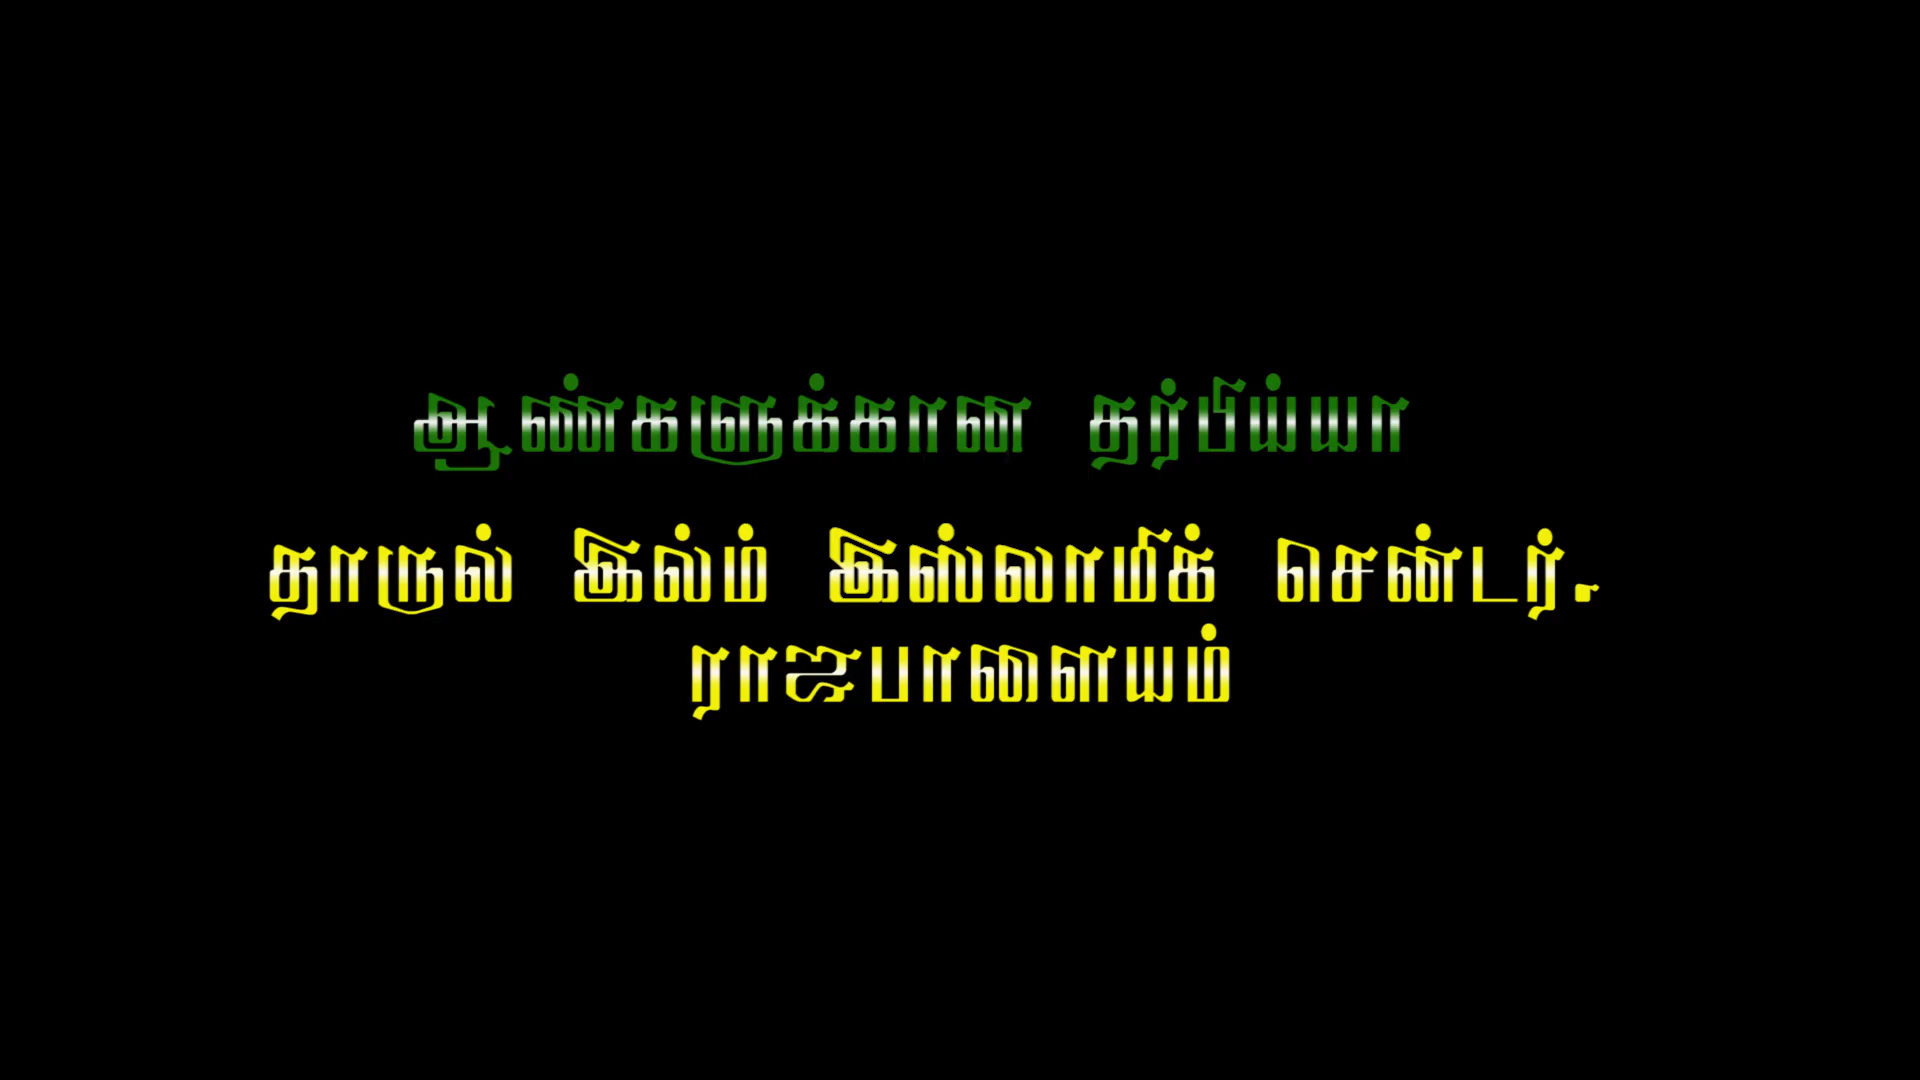 ஆண்களுக்கான தர்பிய்யா
தாருல் இல்ம் இஸ்லாமிக் சென்டர்.
ராஜபாளையம்